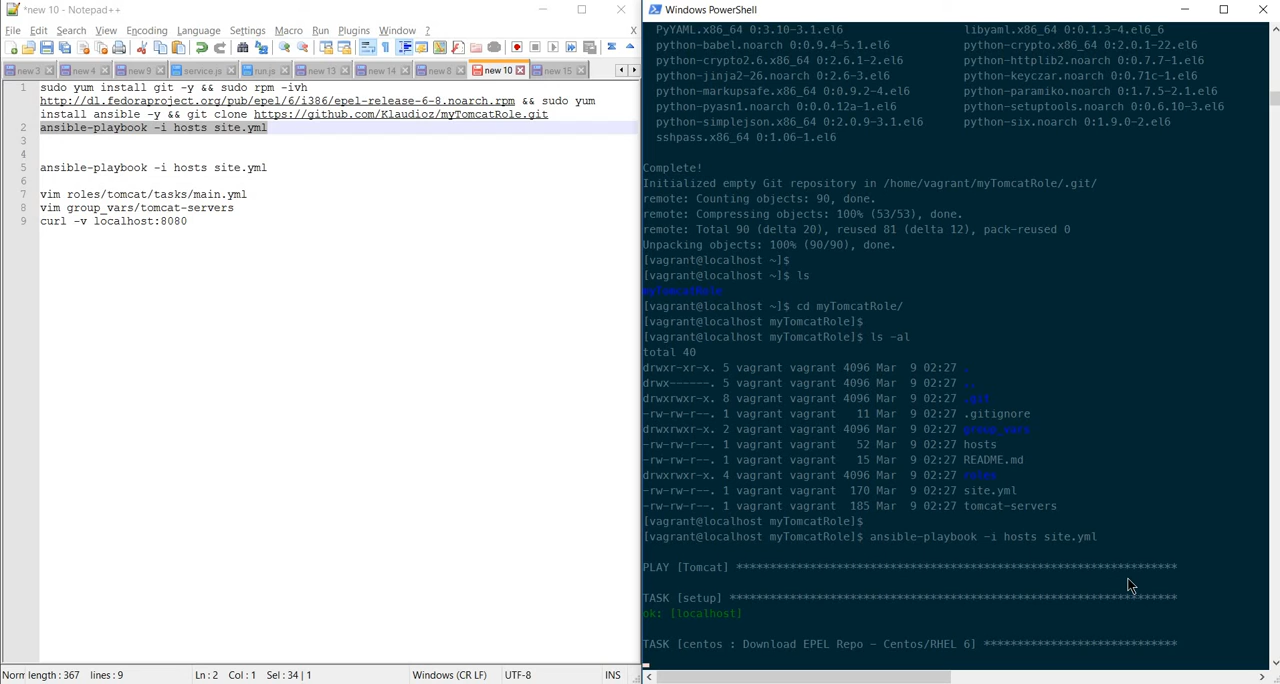 *new 10 - Notepad++
File Edit Search View Encoding Language Settings Macro Run Plugins Window ?
new 3 new 4 new 9 service.js run.js new 13 new 14 new 8 new 10 new 15
1 sudo yum install git -y && sudo rpm -ivh
http://dl.fedoraproject.org/pub/epel/6/i386/epel-release-6-8.noarch.rpm && sudo yum
install ansible -y && git clone https://github.com/Klaudioz/myTomcatRole.git
2 ansible-playbook -i hosts site.yml
3
4
5 ansible-playbook -i hosts site.yml
6
7 vim roles/tomcat/tasks/main.yml
8 vim group_vars/tomcat-servers
9 curl -v localhost:8080
Norm length : 367 lines : 9 Ln : 2 Col : 1 Sel : 34 | 1 Windows (CR LF) UTF-8 INS
Windows PowerShell
PyYAML.x86_64 0:3.10-3.1.el6 libyaml.x86_64 0:0.1.3-4.el6_6
python-babel.noarch 0:0.9.4-5.1.el6 python-crypto.x86_64 0:2.0.1-22.el6
python-crypto2.6.x86_64 0:2.6.1-2.el6 python-httplib2.noarch 0:0.7.7-1.el6
python-jinja2-26.noarch 0:2.6-3.el6 python-keyczar.noarch 0:0.71c-1.el6
python-markupsafe.x86_64 0:0.9.2-4.el6 python-paramiko.noarch 0:1.7.5-2.1.el6
python-pyasn1.noarch 0:0.0.12a-1.el6 python-setuptools.noarch 0:0.6.10-3.el6
python-simplejson.x86_64 0:2.0.9-3.1.el6 python-six.noarch 0:1.9.0-2.el6
sshpass.x86_64 0:1.06-1.el6
Complete!
Initialized empty Git repository in /home/vagrant/myTomcatRole/.git/
remote: Counting objects: 90, done.
remote: Compressing objects: 100% (53/53), done.
remote: Total 90 (delta 20), reused 81 (delta 12), pack-reused 0
Unpacking objects: 100% (90/90), done.
[vagrant@localhost ~]$
[vagrant@localhost ~]$ ls
myTomcatRole
[vagrant@localhost ~]$ cd myTomcatRole/
[vagrant@localhost myTomcatRole]$
[vagrant@localhost myTomcatRole]$ ls -al
total 40
drwxr-xr-x. 5 vagrant vagrant 4096 Mar 9 02:27 .
drwx------. 5 vagrant vagrant 4096 Mar 9 02:27 ..
drwxrwxr-x. 8 vagrant vagrant 4096 Mar 9 02:27 .git
-rw-rw-r--. 1 vagrant vagrant 11 Mar 9 02:27 .gitignore
drwxrwxr-x. 2 vagrant vagrant 4096 Mar 9 02:27 group_vars
-rw-rw-r--. 1 vagrant vagrant 52 Mar 9 02:27 hosts
-rw-rw-r--. 1 vagrant vagrant 15 Mar 9 02:27 README.md
drwxrwxr-x. 4 vagrant vagrant 4096 Mar 9 02:27 roles
-rw-rw-r--. 1 vagrant vagrant 170 Mar 9 02:27 site.yml
-rw-rw-r--. 1 vagrant vagrant 185 Mar 9 02:27 tomcat-servers
[vagrant@localhost myTomcatRole]$
[vagrant@localhost myTomcatRole]$ ansible-playbook -i hosts site.yml
PLAY [Tomcat] ******************************************************************
TASK [setup] *******************************************************************
ok: [localhost]
TASK [centos : Download EPEL Repo - Centos/RHEL 6] *****************************